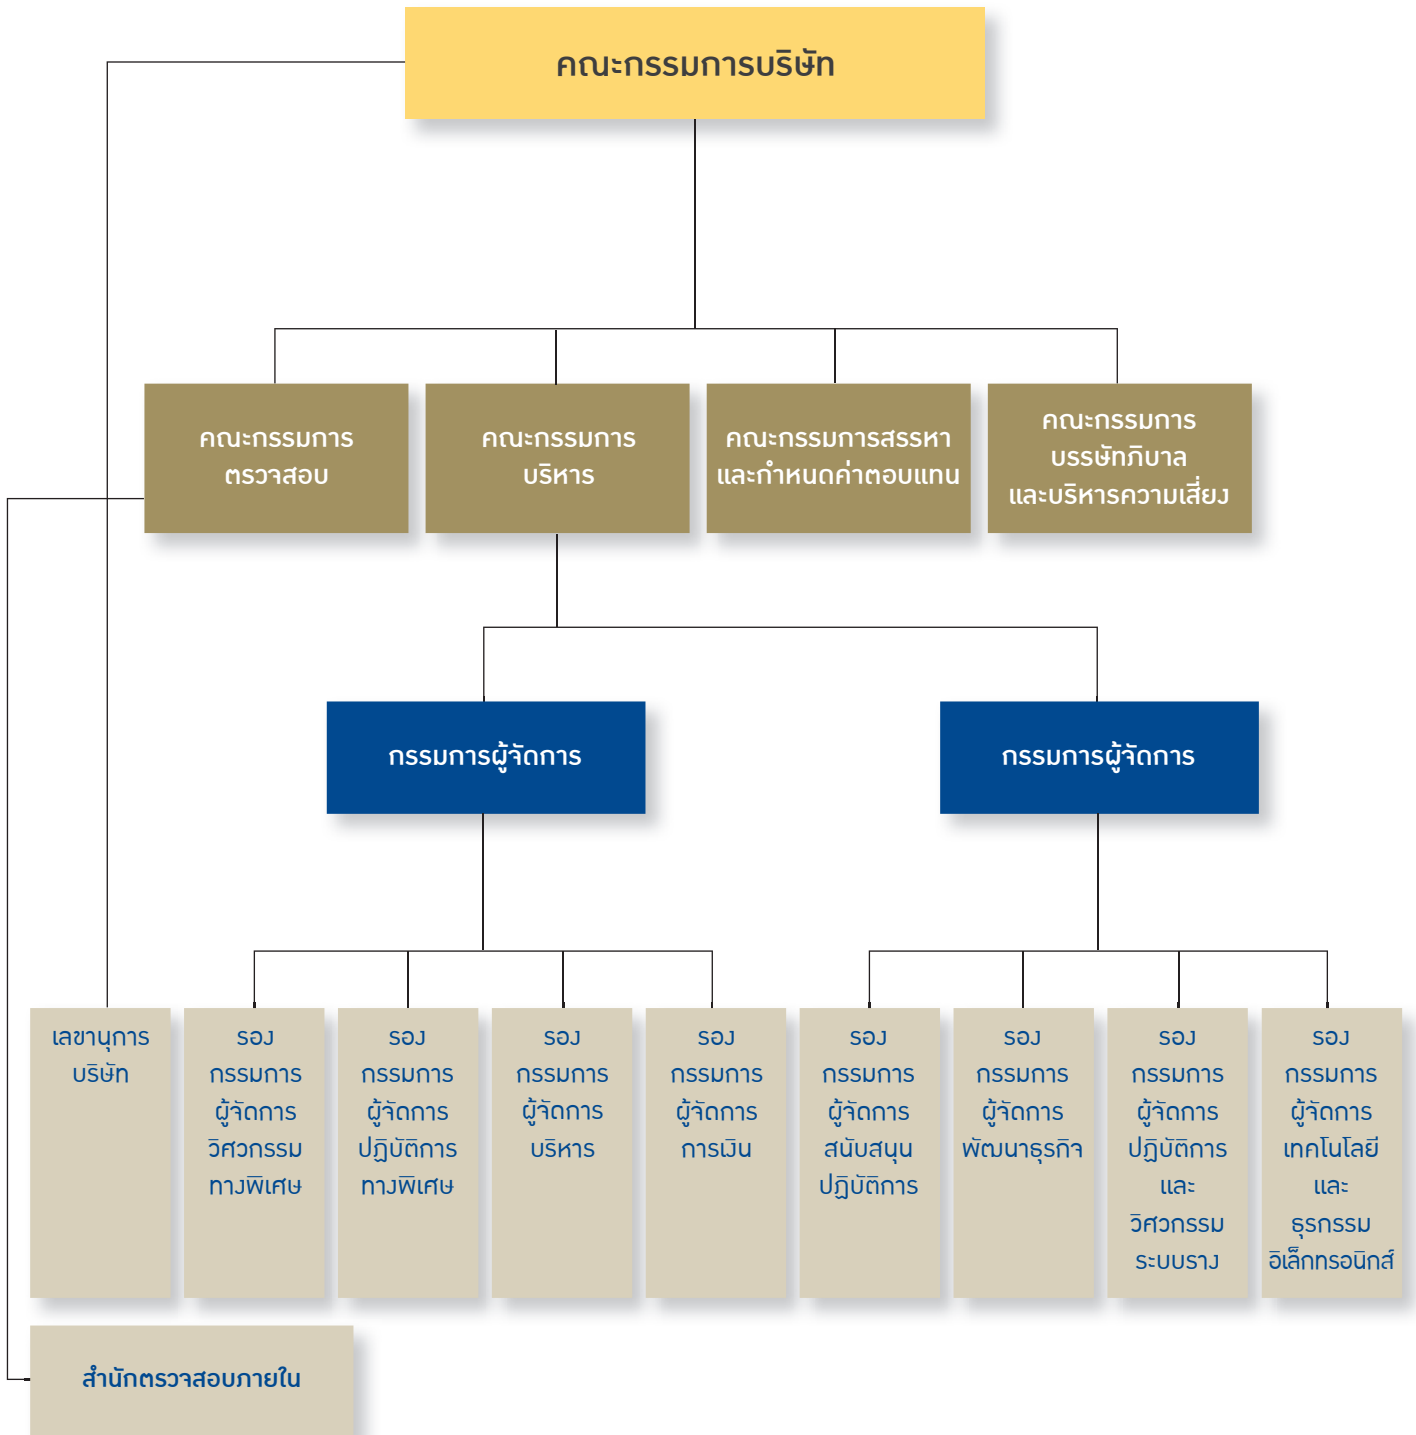 คณะกรรมการบริษัท
คณะกรรมการ
ตรวจสอบ
คณะกรรมการ
บริหาร
คณะกรรมการสรรหา
และกำหนดค่าตอบแทน
คณะกรรมการ
บรรษัทภิบาล
และบริหารความเสี่ยง
กรรมการผู้จัดการ
กรรมการผู้จัดการ
เลขานุการ
บริษัท
รอง
กรรมการ
ผู้จัดการ
วิศวกรรม
ทางพิเศษ
รอง
กรรมการ
ผู้จัดการ
ปฏิบัติการ
ทางพิเศษ
รอง
กรรมการ
ผู้จัดการ
บริหาร
รอง
กรรมการ
ผู้จัดการ
การเงิน
รอง
กรรมการ
ผู้จัดการ
สนับสนุน
ปฏิบัติการ
รอง
กรรมการ
ผู้จัดการ
พัฒนาธุรกิจ
รอง
กรรมการ
ผู้จัดการ
ปฏิบัติการ
และ
วิศวกรรม
ระบบราง
รอง
กรรมการ
ผู้จัดการ
เทคโนโลยี
และ
ธุรกรรม
อิเล็กทรอนิกส์
สำนักตรวจสอบภายใน